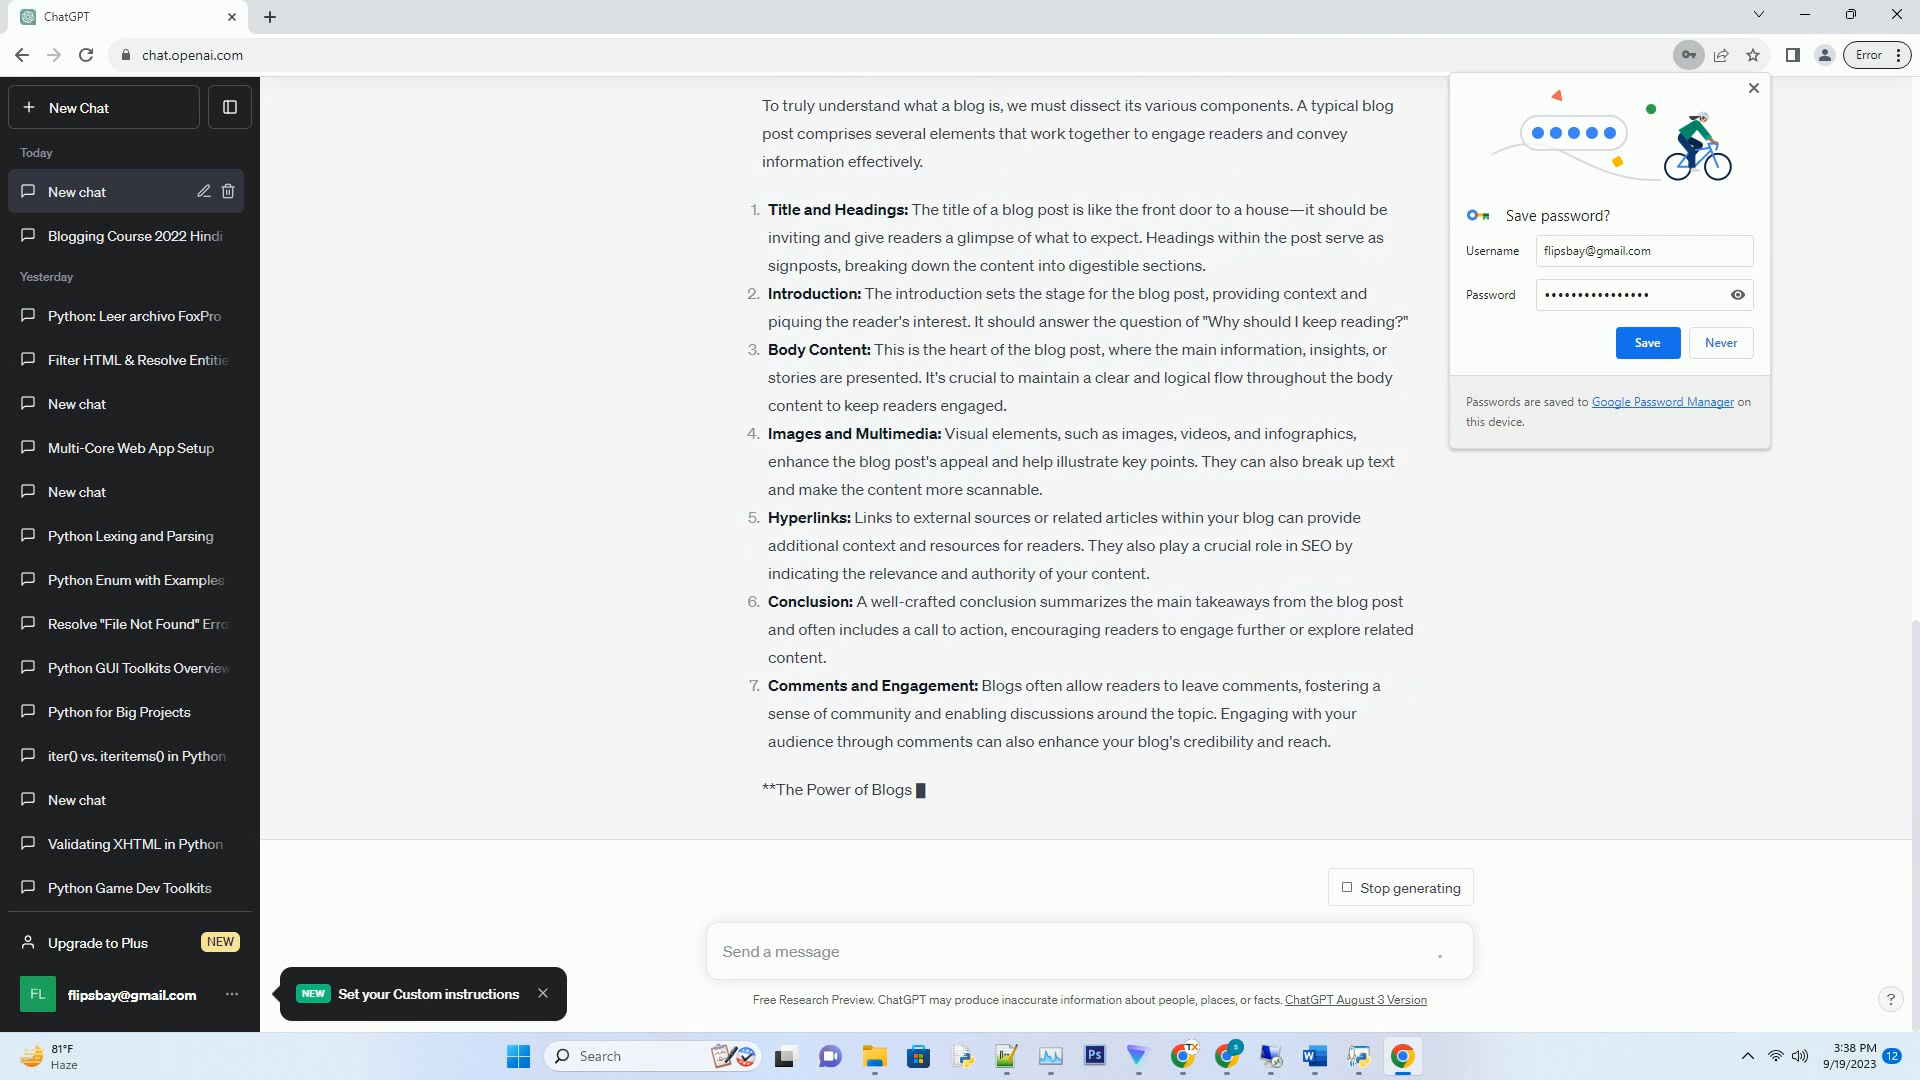 ChatGPT
chat.openai.com
Error
New Chat
Today
New chat
Blogging Course 2022 Hindi
Yesterday
Python: Leer archivo FoxPro
Filter HTML & Resolve Entitie
New chat
Multi-Core Web App Setup
New chat
Python Lexing and Parsing
Python Enum with Examples
Resolve "File Not Found" Erro
Python GUI Toolkits Overview
Python for Big Projects
iter() vs. iteritems() in Python
New chat
Validating XHTML in Python
Python Game Dev Toolkits
Upgrade to Plus NEW
FL flipsbay@gmail.com
To truly understand what a blog is, we must dissect its various components. A typical blog
post comprises several elements that work together to engage readers and convey
information effectively.
1. Title and Headings: The title of a blog post is like the front door to a house—it should be
inviting and give readers a glimpse of what to expect. Headings within the post serve as
signposts, breaking down the content into digestible sections.
2. Introduction: The introduction sets the stage for the blog post, providing context and
piquing the reader's interest. It should answer the question of "Why should I keep reading?"
3. Body Content: This is the heart of the blog post, where the main information, insights, or
stories are presented. It's crucial to maintain a clear and logical flow throughout the body
content to keep readers engaged.
4. Images and Multimedia: Visual elements, such as images, videos, and infographics,
enhance the blog post's appeal and help illustrate key points. They can also break up text
and make the content more scannable.
5. Hyperlinks: Links to external sources or related articles within your blog can provide
additional context and resources for readers. They also play a crucial role in SEO by
indicating the relevance and authority of your content.
6. Conclusion: A well-crafted conclusion summarizes the main takeaways from the blog post
and often includes a call to action, encouraging readers to engage further or explore related
content.
7. Comments and Engagement: Blogs often allow readers to leave comments, fostering a
sense of community and enabling discussions around the topic. Engaging with your
audience through comments can also enhance your blog's credibility and reach.
**The Power of Blogs
Stop generating
Send a message
Free Research Preview. ChatGPT may produce inaccurate information about people, places, or facts. ChatGPT August 3 Version
NEW Set your Custom instructions
?
Save password?
Username flipsbay@gmail.com
Password ••••••••••••••••
Save Never
Passwords are saved to Google Password Manager on
this device.
81°F
Haze
Search
Ps
TX
S
W
3:38 PM
9/19/2023
12